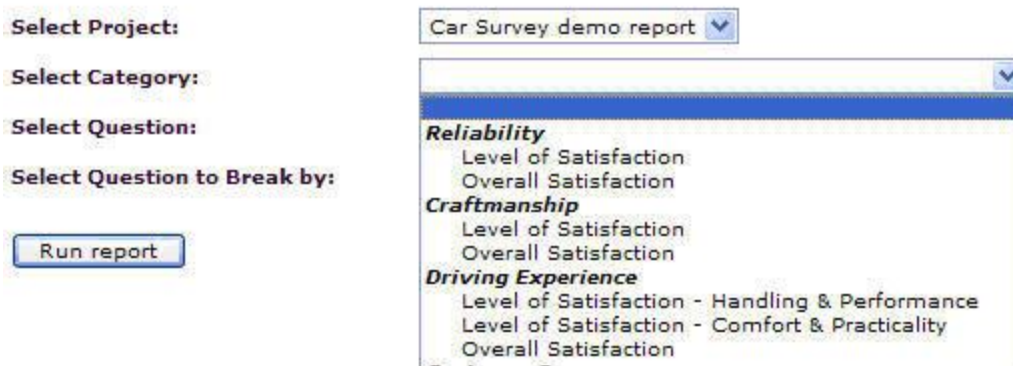 Select Project:
Car Survey demo report
Select Category:
Select Question:
Select Question to Break by:
Run report
Reliability
Level of Satisfaction
Overall Satisfaction
Craftmanship
Level of Satisfaction
Overall Satisfaction
Driving Experience
Level of Satisfaction - Handling & Performance
Level of Satisfaction - Comfort & Practicality
Overall Satisfaction